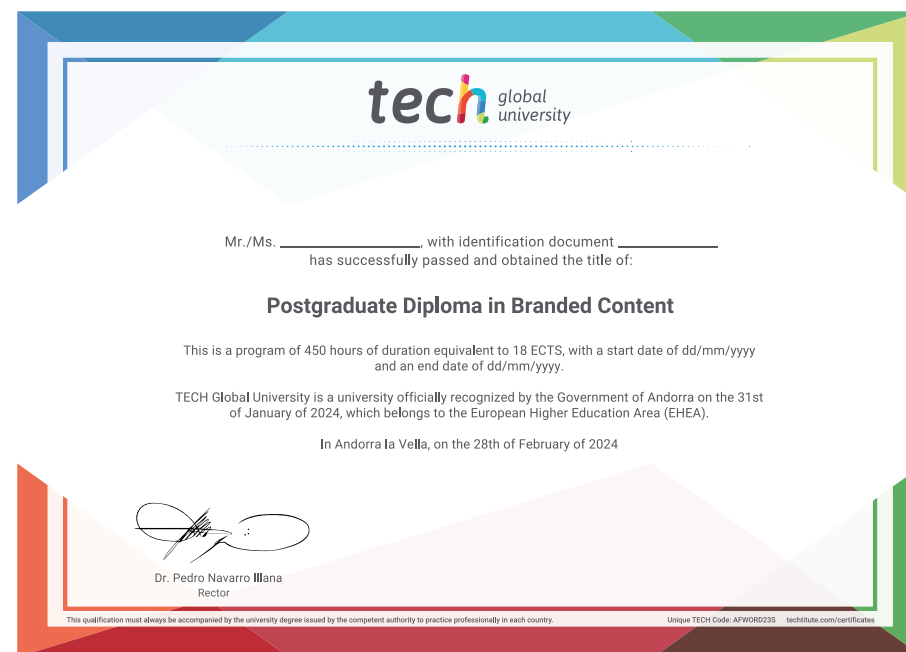 tech global
university
Mr./Ms. ____________, with identification document ____________
has successfully passed and obtained the title of:
Postgraduate Diploma in Branded Content
This is a program of 450 hours of duration equivalent to 18 ECTS, with a start date of dd/mm/yyyy
and an end date of dd/mm/yyyy.
TECH Global University is a university officially recognized by the Government of Andorra on the 31st
of January of 2024, which belongs to the European Higher Education Area (EHEA).
In Andorra la Vella, on the 28th of February of 2024
Dr. Pedro Navarro Illana
Rector
This qualification must always be accompanied by the university degree issued by the competent authority to practice professionally in each country. Unique TECH Code: AFWORD23S techtitute.com/certificates